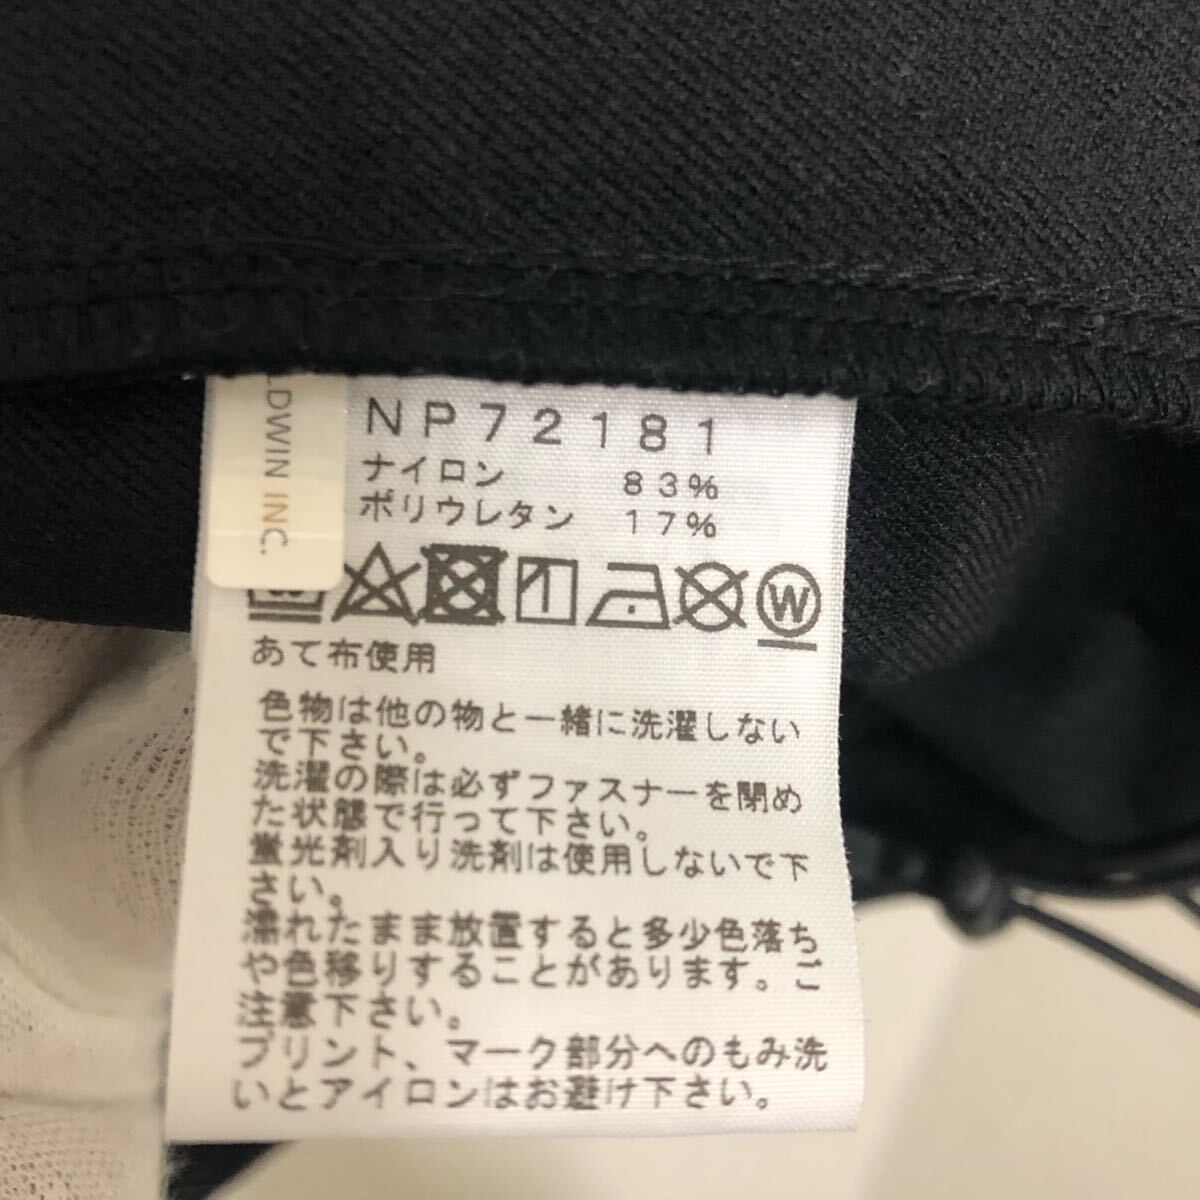 LDWIN INC.
NP72181
ナイロン 83%
ポリウレタン 17%
W
あて布使用
色物は他の物と一緒に洗濯しない
で下さい。
洗濯の際は必ずファスナーを閉め
た状態で行って下さい。
蛍光剤入り洗剤は使用しないで下
さい。
濡れたまま放置すると多少色落ち
や色移りすることがあります。ご
注意下さい。
プリント、マーク部分へのもみ洗
いとアイロンはお避け下さい。